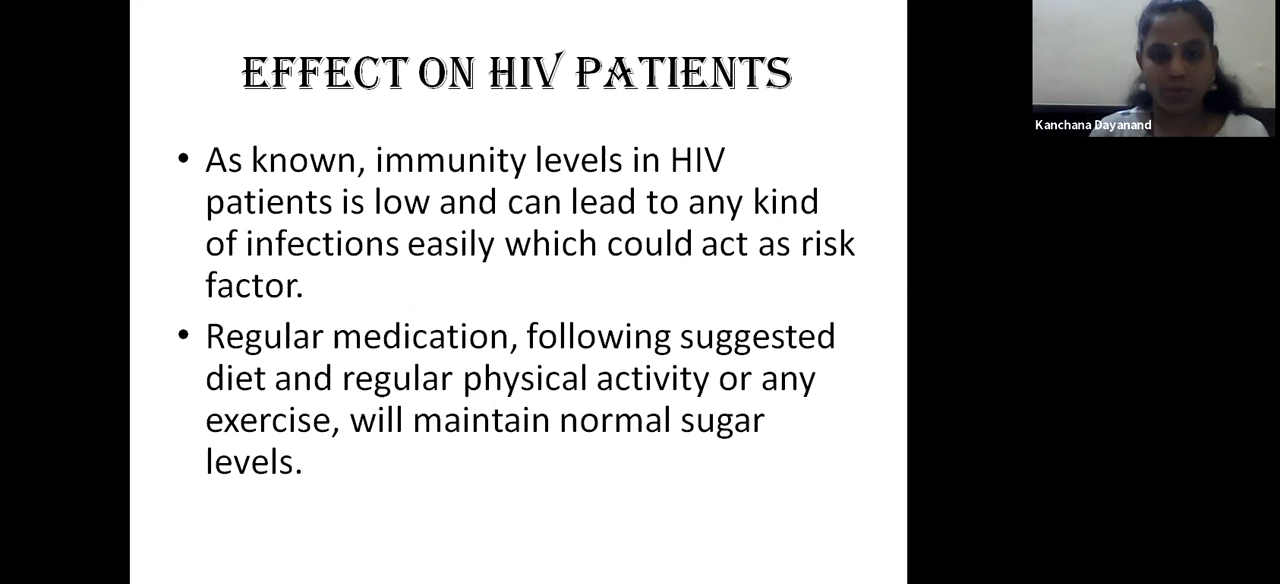 EFFECT ON HIV PATIENTS
• As known, immunity levels in HIV
patients is low and can lead to any kind
of infections easily which could act as risk
factor.
• Regular medication, following suggested
diet and regular physical activity or any
exercise, will maintain normal sugar
levels.
Kanchana Dayanand